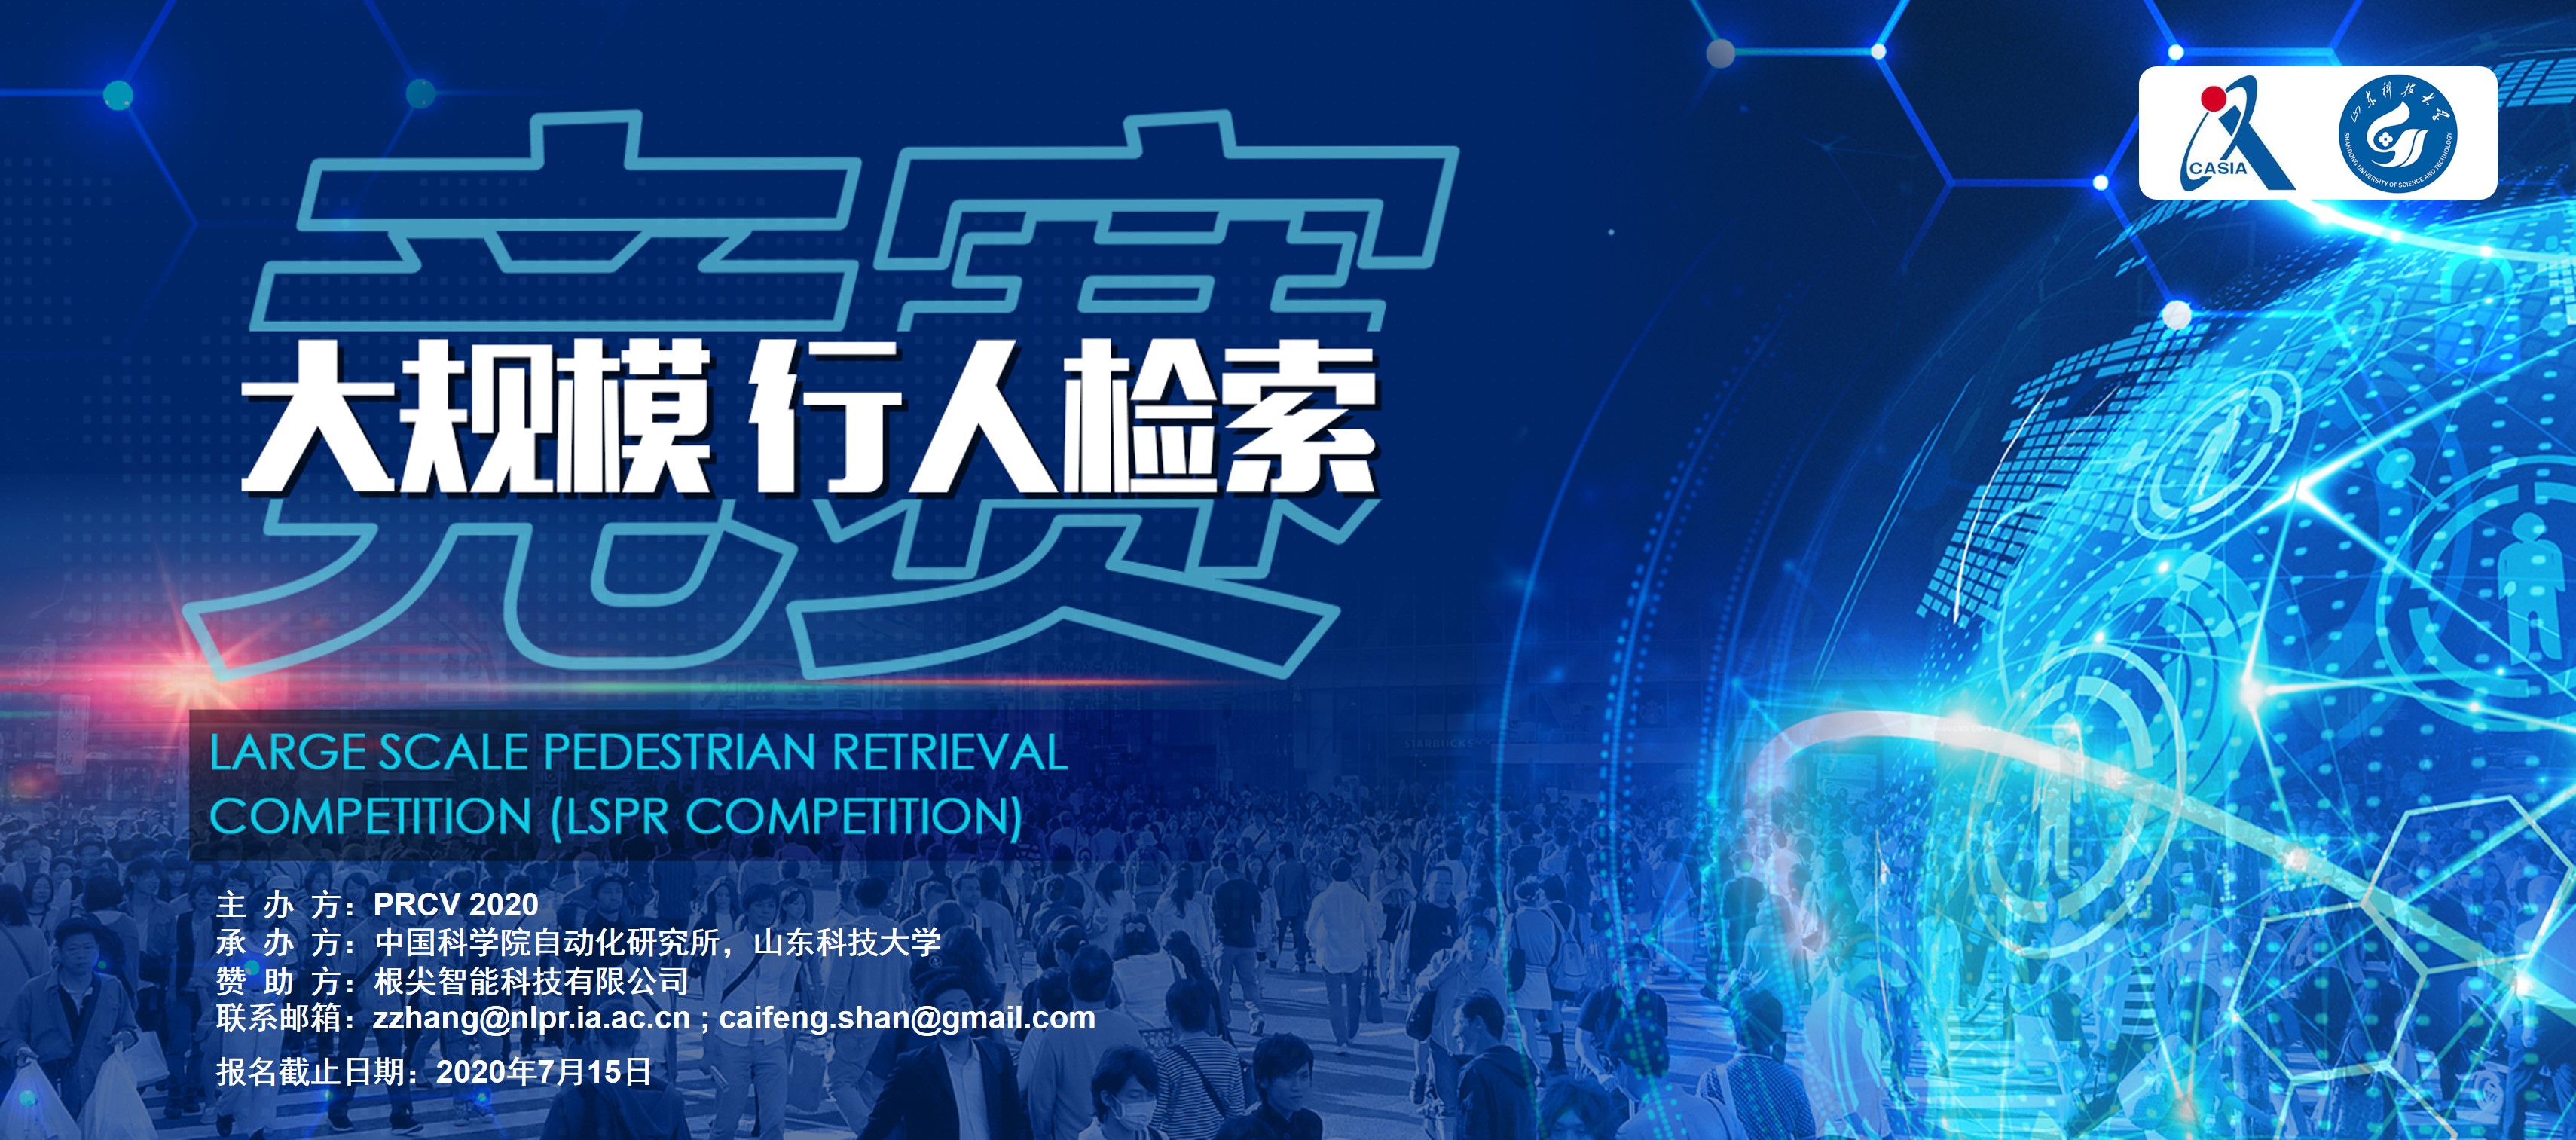 竞赛
大规模 行人检索
LARGE SCALE PEDESTRIAN RETRIEVAL
COMPETITION (LSPR COMPETITION)
主 办 方：PRCV 2020
承 办 方：中国科学院自动化研究所，山东科技大学
赞 助 方：根尖智能科技有限公司
联系邮箱：zzhang@nlpr.ia.ac.cn ; caifeng.shan@gmail.com
报名截止日期：2020年7月15日
CASIA
山东科技大学
SHANDONG UNIVERSITY OF SCIENCE AND TECHNOLOGY
STARBUCKS